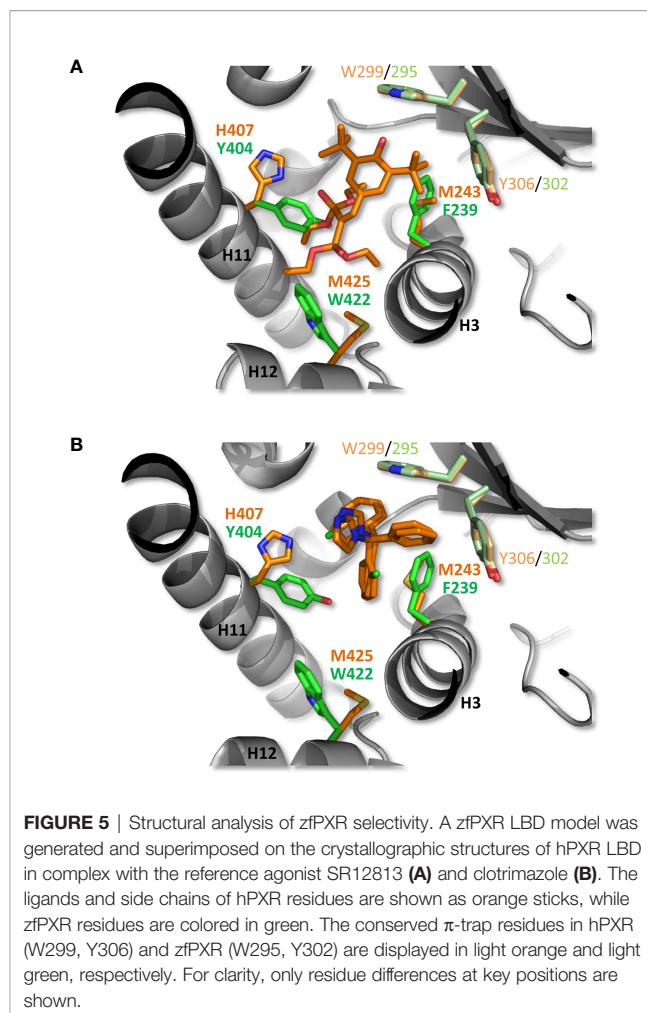 A
W299/295
H407
Y404
M243
F239
Y306/302
H11
M425
W422
H3
H12
B
W299/295
H407
Y404
M243
F239
Y306/302
H11
M425
W422
H3
H12
FIGURE 5 | Structural analysis of zfPXR selectivity. A zfPXR LBD model was
generated and superimposed on the crystallographic structures of hPXR LBD
in complex with the reference agonist SR12813 (A) and clotrimazole (B). The
ligands and side chains of hPXR residues are shown as orange sticks, while
zfPXR residues are colored in green. The conserved π-trap residues in hPXR
(W299, Y306) and zfPXR (W295, Y302) are displayed in light orange and light
green, respectively. For clarity, only residue differences at key positions are
shown.